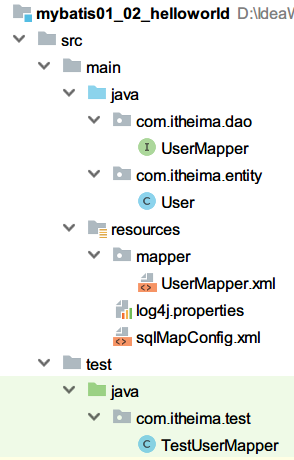 mybatis01_02_helloworld D:\IdeaW
src
main
java
com.itheima.dao
I UserMapper
com.itheima.entity
C User
resources
mapper
UserMapper.xml
log4j.properties
sqlMapConfig.xml
test
java
com.itheima.test
C TestUserMapper